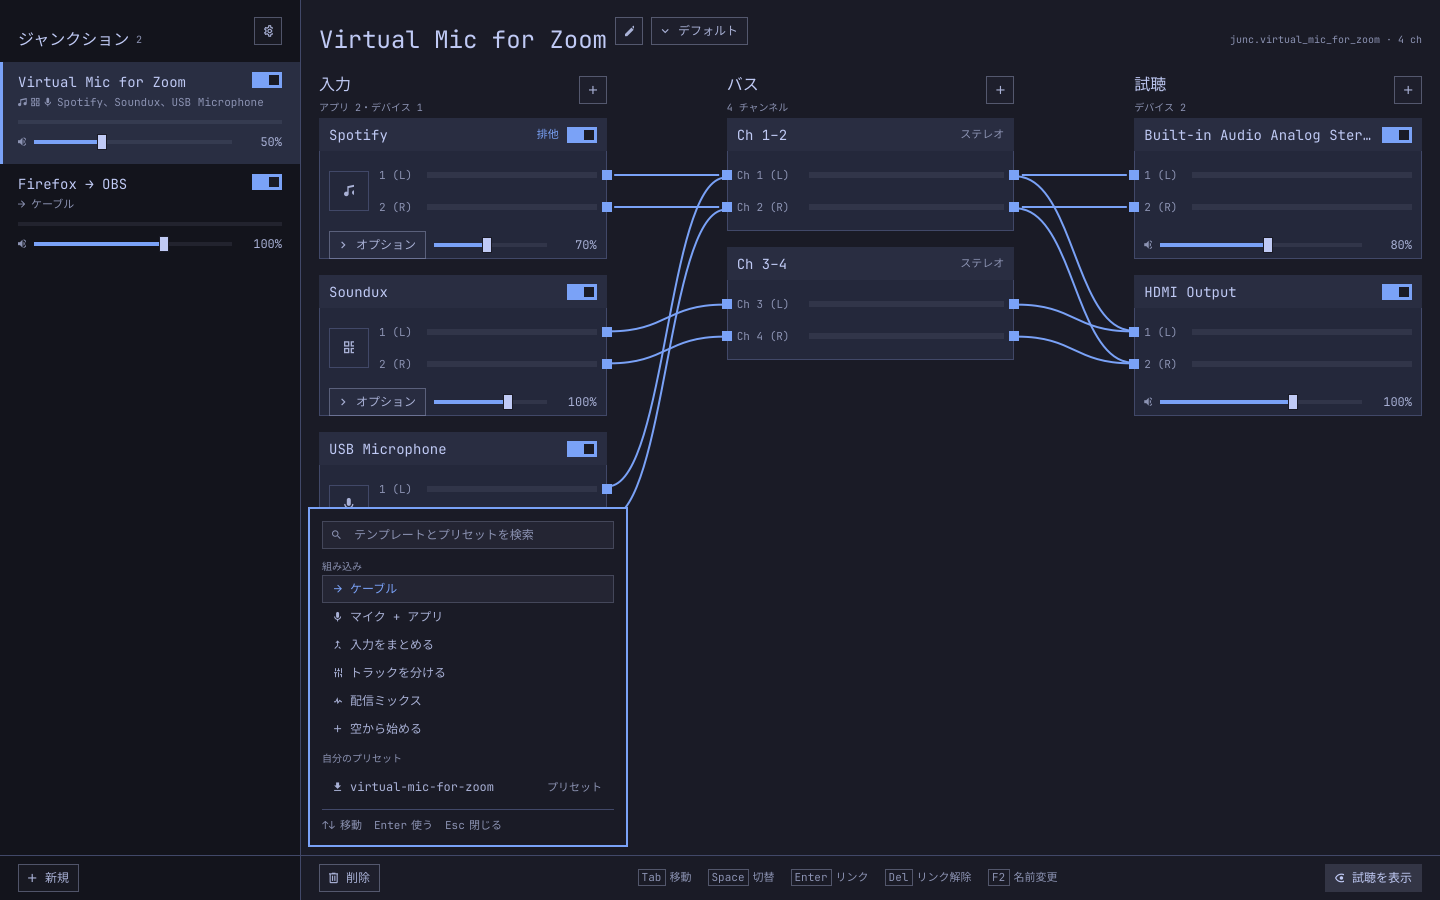 ジャンクション 2
Virtual Mic for Zoom
Spotify、Soundux、USB Microphone
50%
Firefox → OBS
→ ケーブル
100%
+ 新規
Virtual Mic for Zoom
デフォルト
junc.virtual_mic_for_zoom · 4 ch
入力
アプリ 2・デバイス 1
Spotify 排他
1 (L)
2 (R)
オプション 70%
Soundux
1 (L)
2 (R)
オプション 100%
USB Microphone
1 (L)
バス
4 チャンネル
Ch 1–2 ステレオ
Ch 1 (L)
Ch 2 (R)
Ch 3–4 ステレオ
Ch 3 (L)
Ch 4 (R)
試聴
デバイス 2
Built-in Audio Analog Ster…
1 (L)
2 (R)
80%
HDMI Output
1 (L)
2 (R)
100%
テンプレートとプリセットを検索
組み込み
→ ケーブル
マイク + アプリ
入力をまとめる
トラックを分ける
配信ミックス
+ 空から始める
自分のプリセット
virtual-mic-for-zoom プリセット
↑↓ 移動 Enter 使う Esc 閉じる
削除
Tab 移動 Space 切替 Enter リンク Del リンク解除 F2 名前変更
試聴を表示